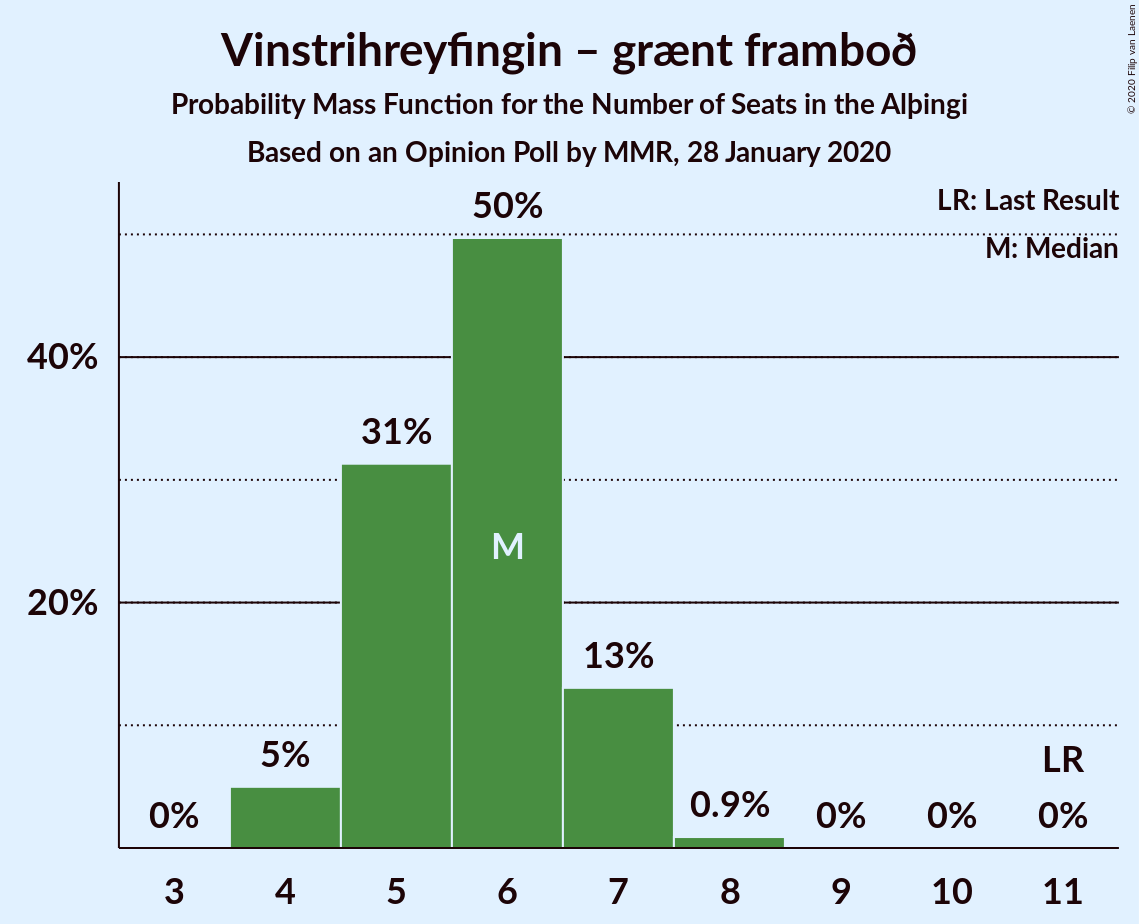 Vinstrihreyfingin – grænt framboð
Probability Mass Function for the Number of Seats in the Alþingi
Based on an Opinion Poll by MMR, 28 January 2020
© 2020 Filip van Laenen
LR: Last Result
M: Median
50%
40%
31%
M
20%
13%
5%
LR
0%
0.9%
0%
0%
0%
3 4 5 6 7 8 9 10 11